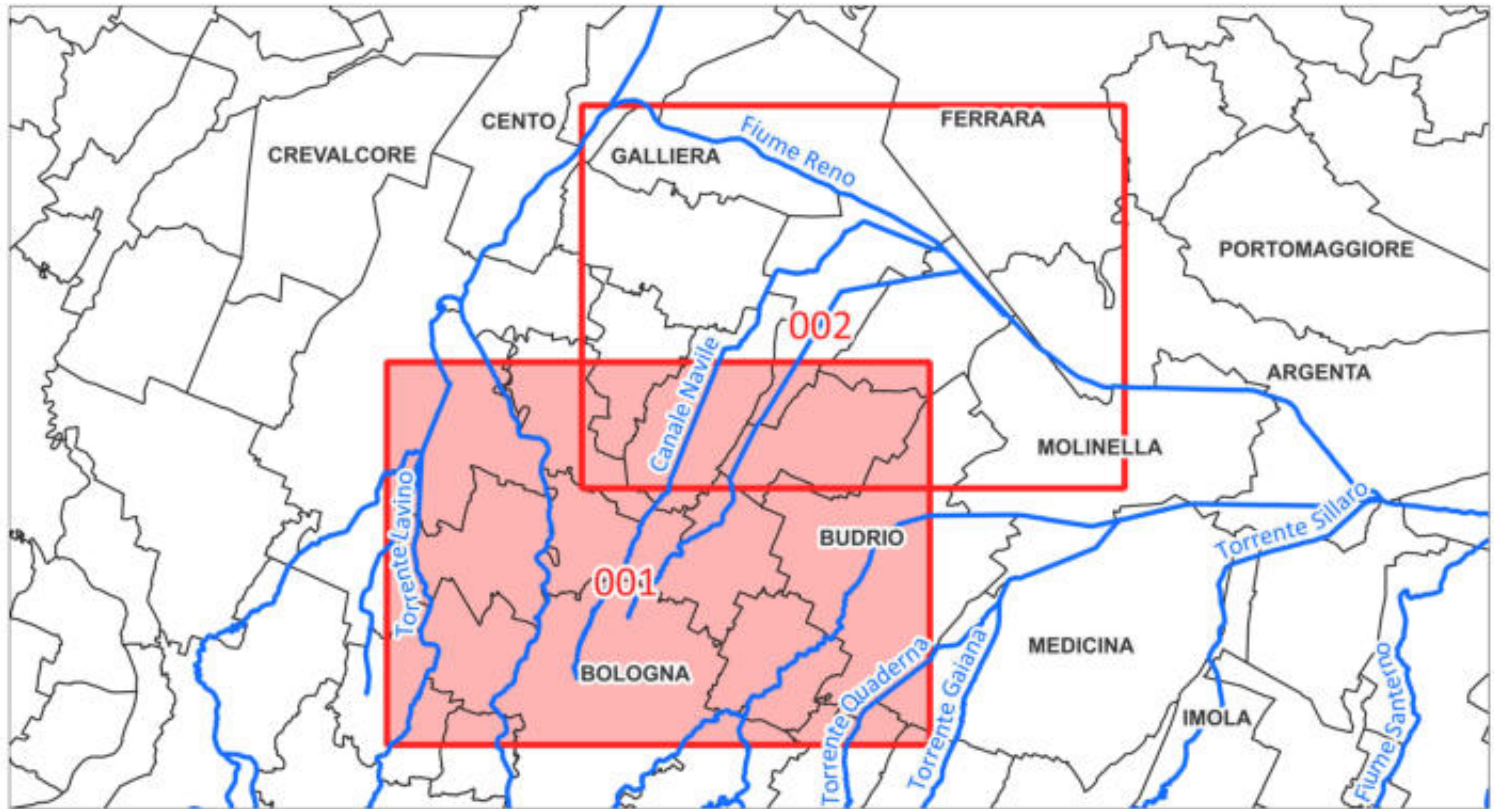 FERRARA
CENTO
Fiume Reno
CREVALCORE
GALLIERA
PORTOMAGGIORE
002
Canale Navile
ARGENTA
MOLINELLA
Torrente Lavino
BUDRIO
Torrente Sillaro
001
BOLOGNA
Torrente Quaderna
Torrente Gaiana
MEDICINA
IMOLA
Fiume Santerno